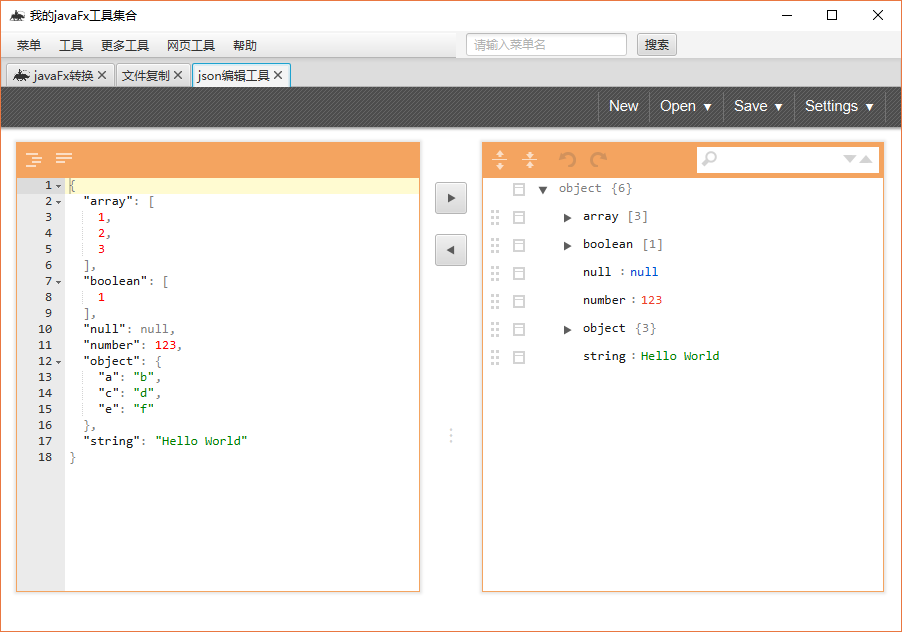 我的javaFx工具集合
菜单 工具 更多工具 网页工具 帮助 请输入菜单名 搜索
javaFx转换 文件复制 json编辑工具
New Open Save Settings
1 {
2 "array": [
3 1,
4 2,
5 3
6 ],
7 "boolean": [
8 1
9 ],
10 "null": null,
11 "number": 123,
12 "object": {
13 "a": "b",
14 "c": "d",
15 "e": "f"
16 },
17 "string": "Hello World"
18 }
object {6}
array [3]
boolean [1]
null : null
number : 123
object {3}
string : Hello World